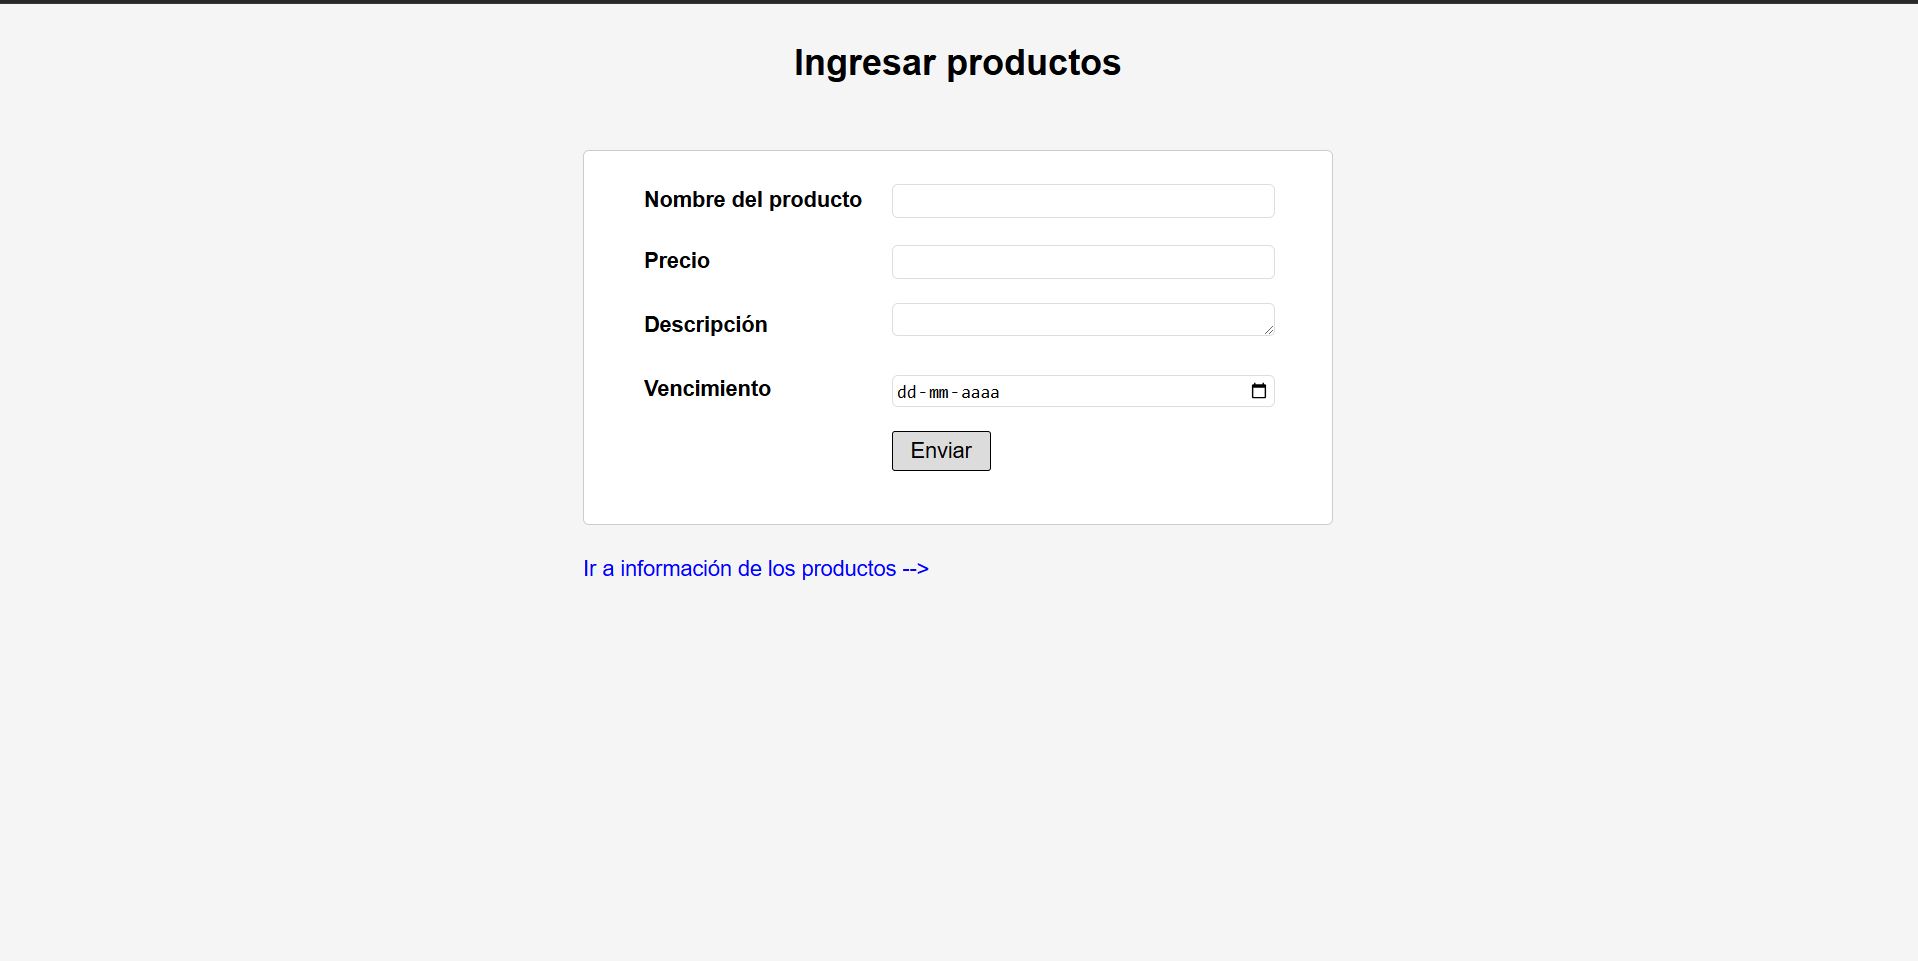 Ingresar productos
Nombre del producto
Precio
Descripción
Vencimiento
dd-mm-aaaa
Enviar
Ir a información de los productos -->